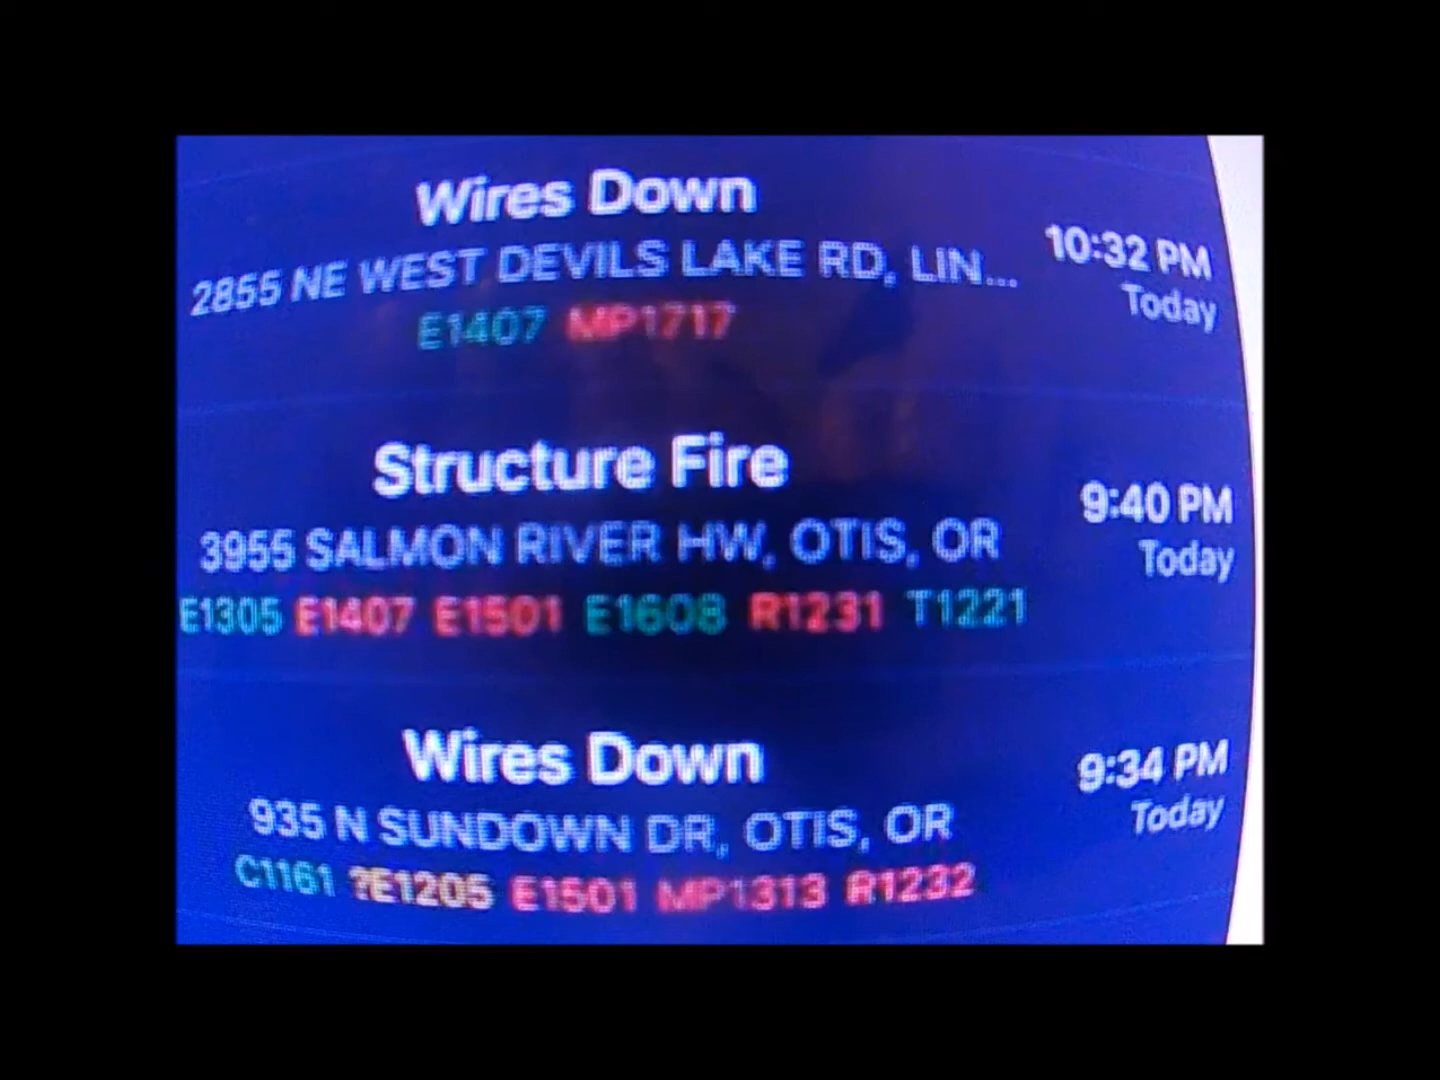 Wires Down
2855 NE WEST DEVILS LAKE RD, LIN...
10:32 PM
Today
E1407 MP1717
Structure Fire
3955 SALMON RIVER HW, OTIS, OR
9:40 PM
Today
E1305 E1407 E1501 E1608 R1231 T1221
Wires Down
935 N SUNDOWN DR, OTIS, OR
9:34 PM
Today
C1161 ?E1205 E1501 MP1313 R1232